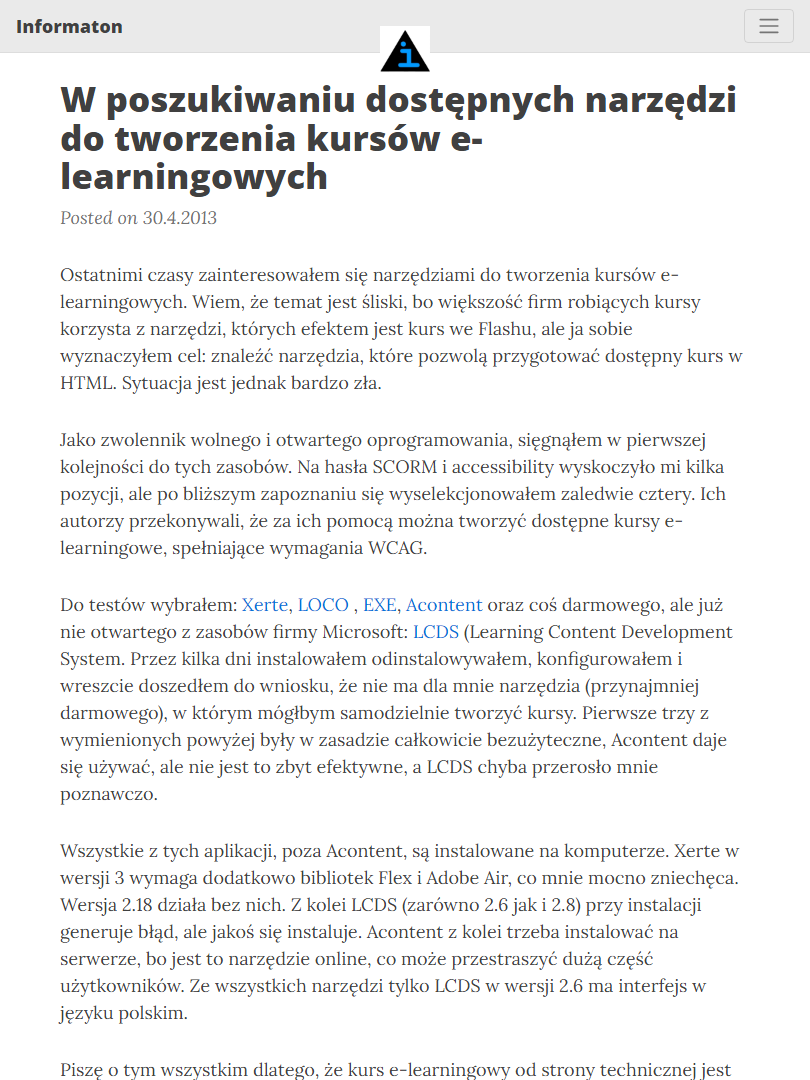 Informaton
W poszukiwaniu dostępnych narzędzi
do tworzenia kursów e-
learningowych
Posted on 30.4.2013
Ostatnimi czasy zainteresowałem się narzędziami do tworzenia kursów e-
learningowych. Wiem, że temat jest śliski, bo większość firm robiących kursy
korzysta z narzędzi, których efektem jest kurs we Flashu, ale ja sobie
wyznaczyłem cel: znaleźć narzędzia, które pozwolą przygotować dostępny kurs w
HTML. Sytuacja jest jednak bardzo zła.
Jako zwolennik wolnego i otwartego oprogramowania, sięgnąłem w pierwszej
kolejności do tych zasobów. Na hasła SCORM i accessibility wyskoczyło mi kilka
pozycji, ale po bliższym zapoznaniu się wyselekcjonowałem zaledwie cztery. Ich
autorzy przekonywali, że za ich pomocą można tworzyć dostępne kursy e-
learningowe, spełniające wymagania WCAG.
Do testów wybrałem: Xerte, LOCO , EXE, Acontent oraz coś darmowego, ale już
nie otwartego z zasobów firmy Microsoft: LCDS (Learning Content Development
System. Przez kilka dni instalowałem odinstalowywałem, konfigurowałem i
wreszcie doszedłem do wniosku, że nie ma dla mnie narzędzia (przynajmniej
darmowego), w którym mógłbym samodzielnie tworzyć kursy. Pierwsze trzy z
wymienionych powyżej były w zasadzie całkowicie bezużyteczne, Acontent daje
się używać, ale nie jest to zbyt efektywne, a LCDS chyba przerosło mnie
poznawczo.
Wszystkie z tych aplikacji, poza Acontent, są instalowane na komputerze. Xerte w
wersji 3 wymaga dodatkowo bibliotek Flex i Adobe Air, co mnie mocno zniechęca.
Wersja 2.18 działa bez nich. Z kolei LCDS (zarówno 2.6 jak i 2.8) przy instalacji
generuje błąd, ale jakoś się instaluje. Acontent z kolei trzeba instalować na
serwerze, bo jest to narzędzie online, co może przestraszyć dużą część
użytkowników. Ze wszystkich narzędzi tylko LCDS w wersji 2.6 ma interfejs w
języku polskim.
Piszę o tym wszystkim dlatego, że kurs e-learningowy od strony technicznej jest